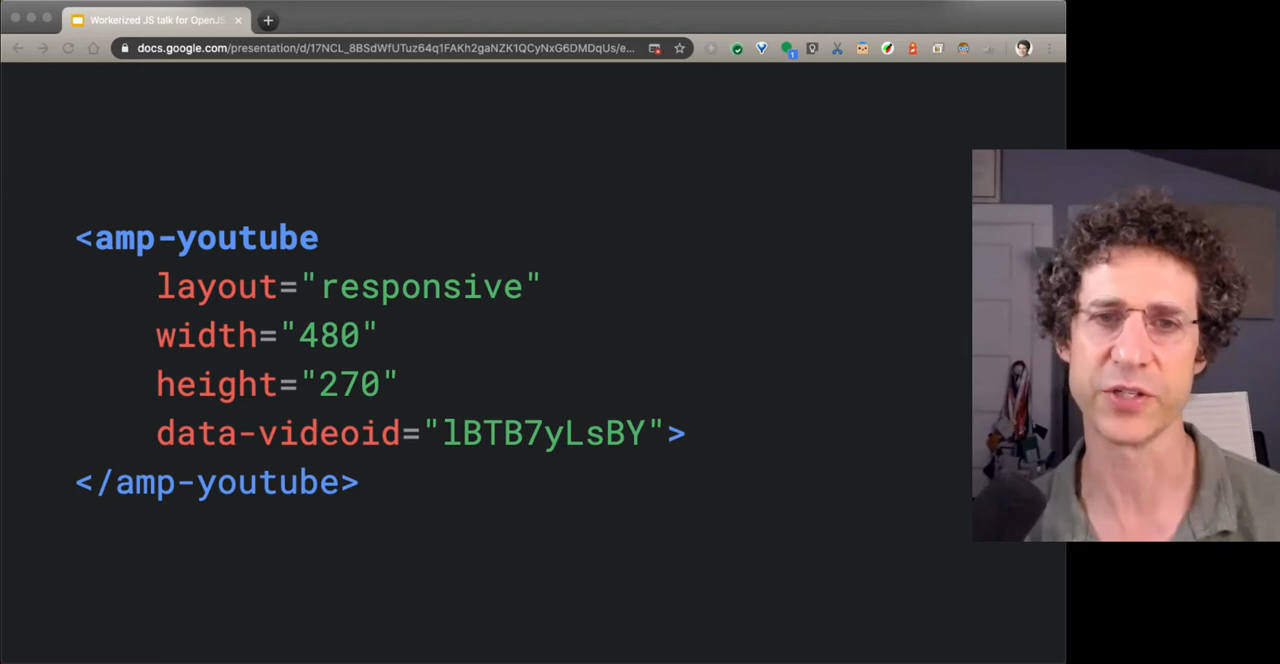 Workerized JS talk for OpenJS
docs.google.com/presentation/d/17NCL_8BSdWfUTuz64q1FAKh2gaNZK1QCyNxG6DMDqUs/e...
1
<amp-youtube
layout="responsive"
width="480"
height="270"
data-videoid="lBTB7yLsBY">
</amp-youtube>